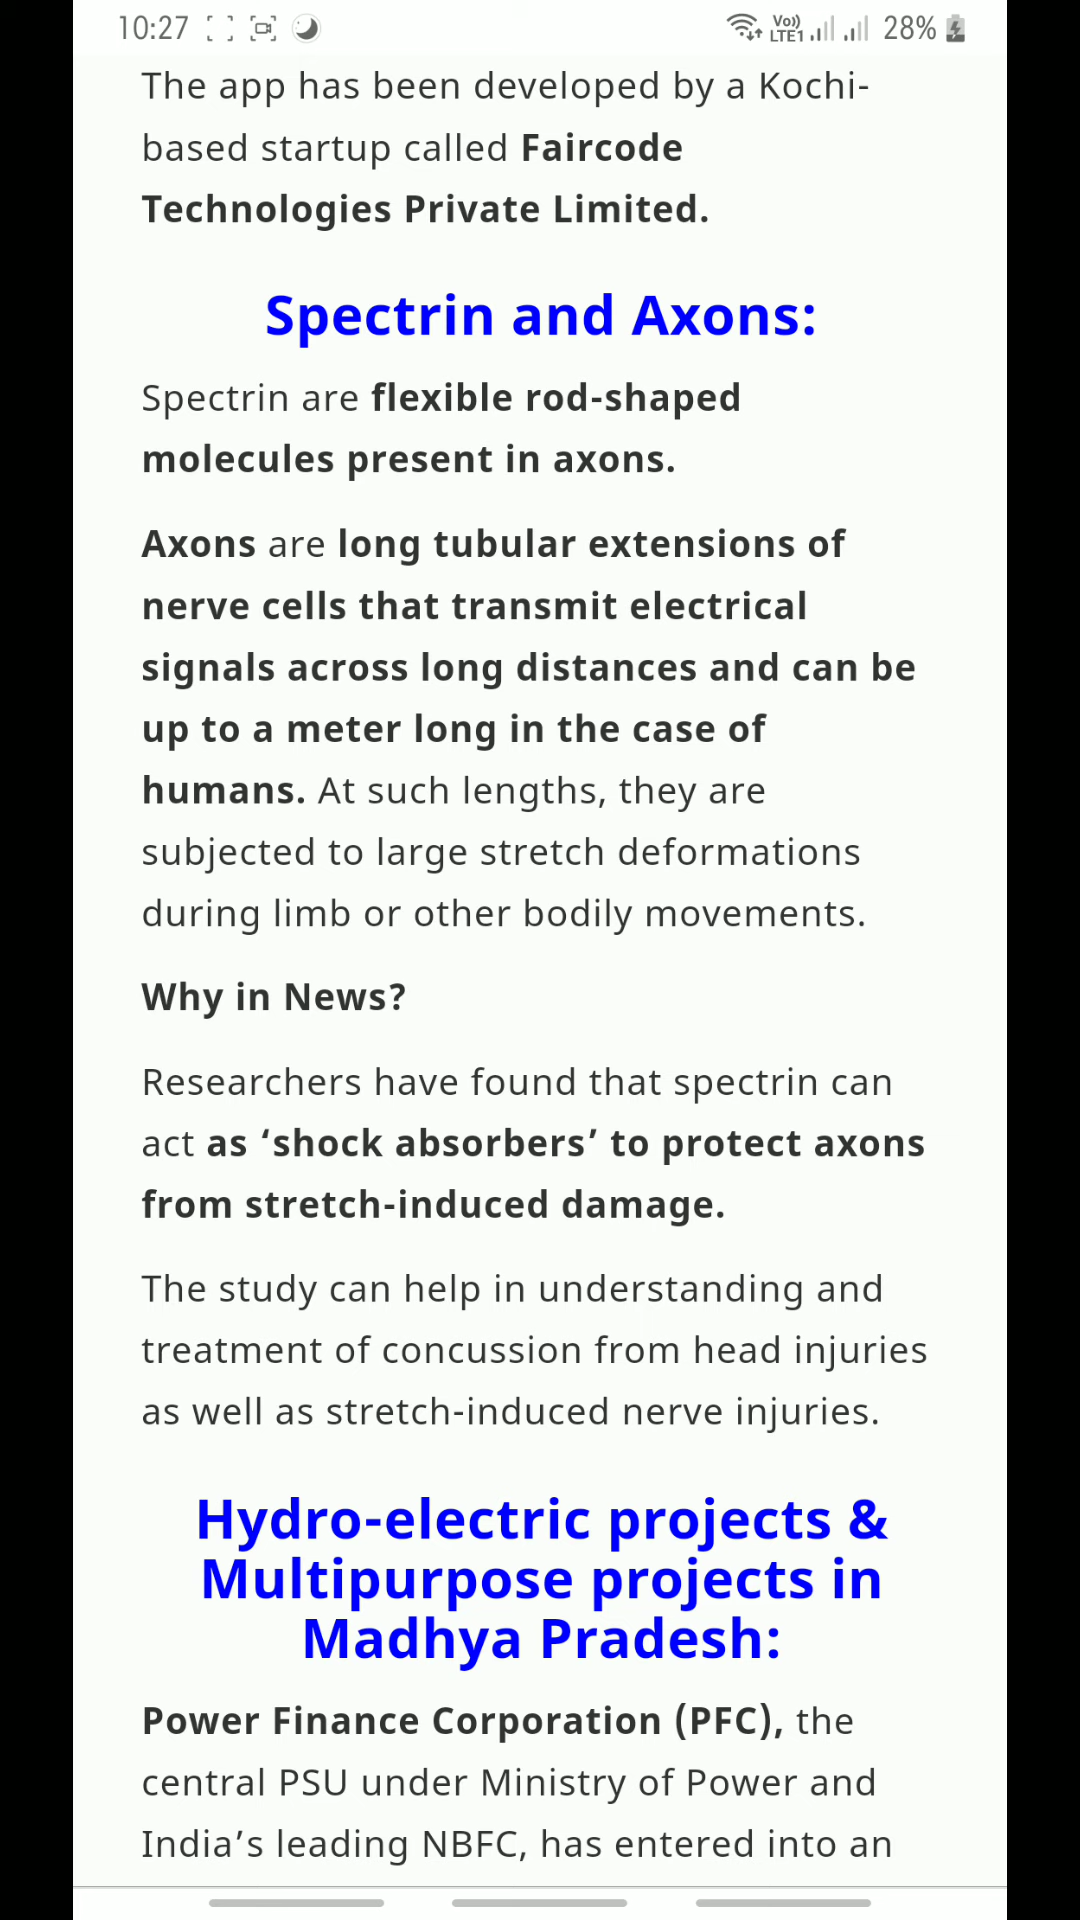 10:27
Vo)) LTE1 28%
The app has been developed by a Kochi-
based startup called Faircode
Technologies Private Limited.
Spectrin and Axons:
Spectrin are flexible rod-shaped
molecules present in axons.
Axons are long tubular extensions of
nerve cells that transmit electrical
signals across long distances and can be
up to a meter long in the case of
humans. At such lengths, they are
subjected to large stretch deformations
during limb or other bodily movements.
Why in News?
Researchers have found that spectrin can
act as ‘shock absorbers’ to protect axons
from stretch-induced damage.
The study can help in understanding and
treatment of concussion from head injuries
as well as stretch-induced nerve injuries.
Hydro-electric projects &
Multipurpose projects in
Madhya Pradesh:
Power Finance Corporation (PFC), the
central PSU under Ministry of Power and
India’s leading NBFC, has entered into an